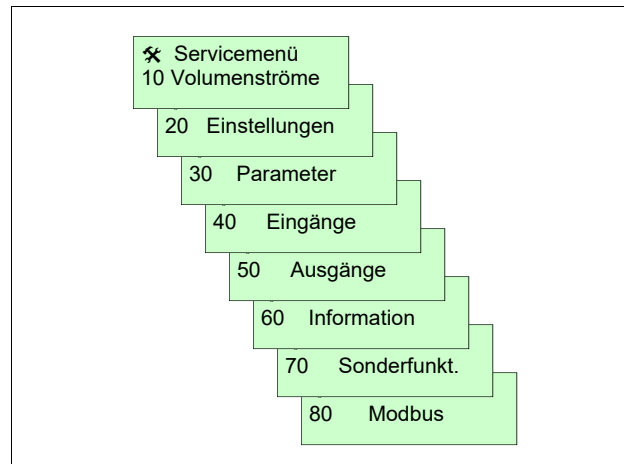 🛠 Servicemenü
10 Volumenströme
20 Einstellungen
30 Parameter
40 Eingänge
50 Ausgänge
60 Information
70 Sonderfunkt.
80 Modbus